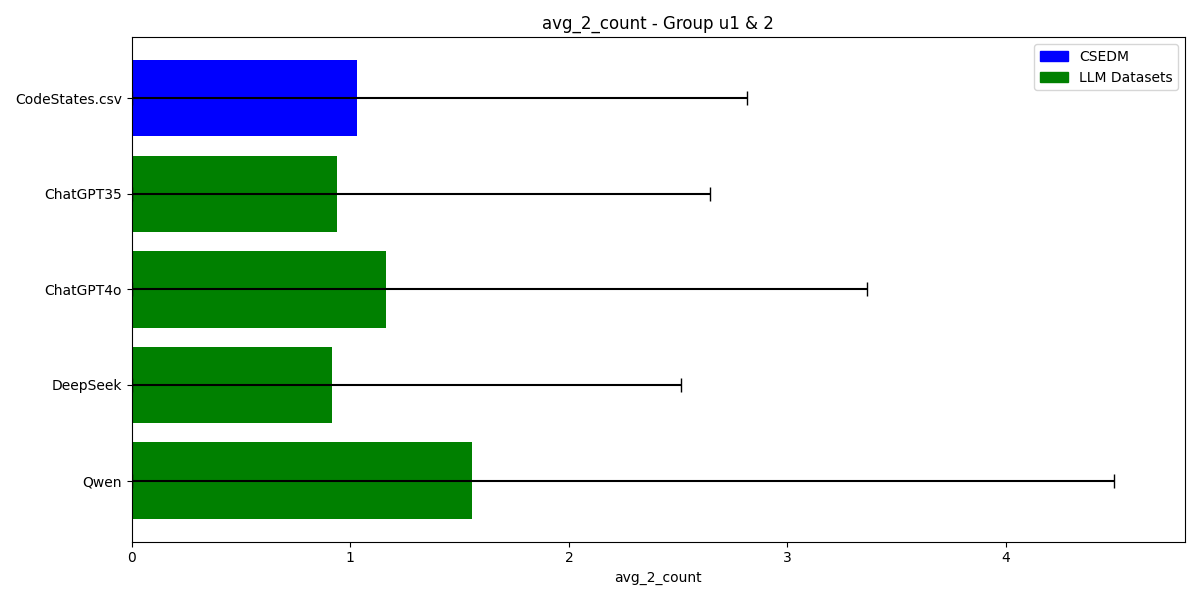 avg_2_count - Group u1 & 2
CSEDM
LLM Datasets
CodeStates.csv
ChatGPT35
ChatGPT4o
DeepSeek
Qwen
0 1 2 3 4
avg_2_count